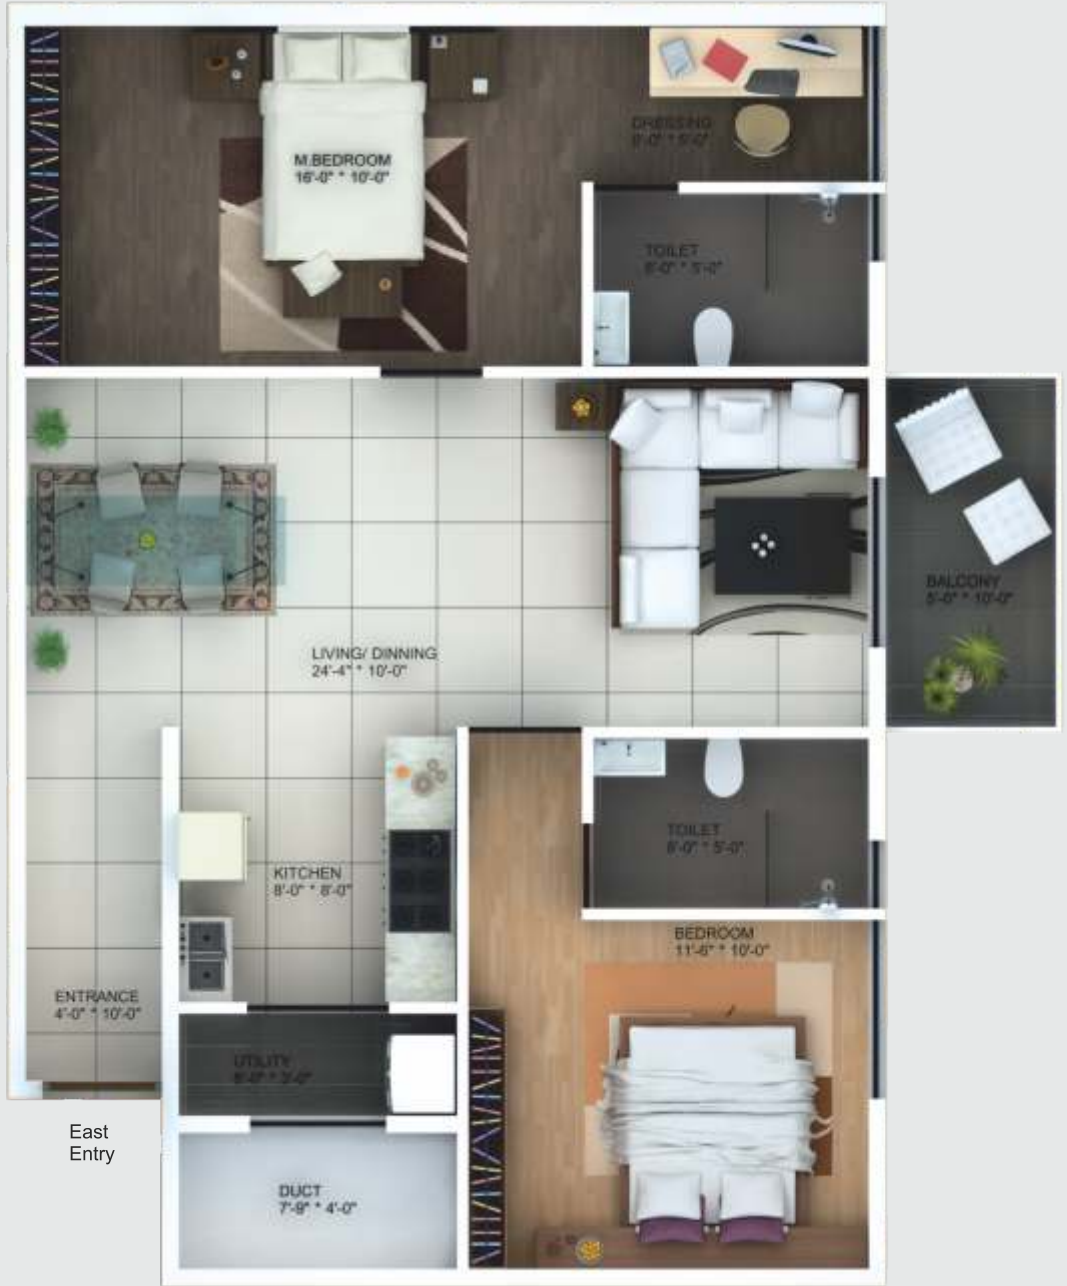 M.BEDROOM
16'-0" * 10'-0"
DRESSING
8'-0" * 5'-0"
TOILET
8'-0" * 5'-0"
BALCONY
5'-0" * 10'-0"
LIVING/ DINNING
24'-4" * 10'-0"
TOILET
8'-0" * 5'-0"
KITCHEN
8'-0" * 8'-0"
BEDROOM
11'-6" * 10'-0"
ENTRANCE
4'-0" * 10'-0"
UTILITY
8'-0" * 3'-0"
East
Entry
DUCT
7'-9" * 4'-0"